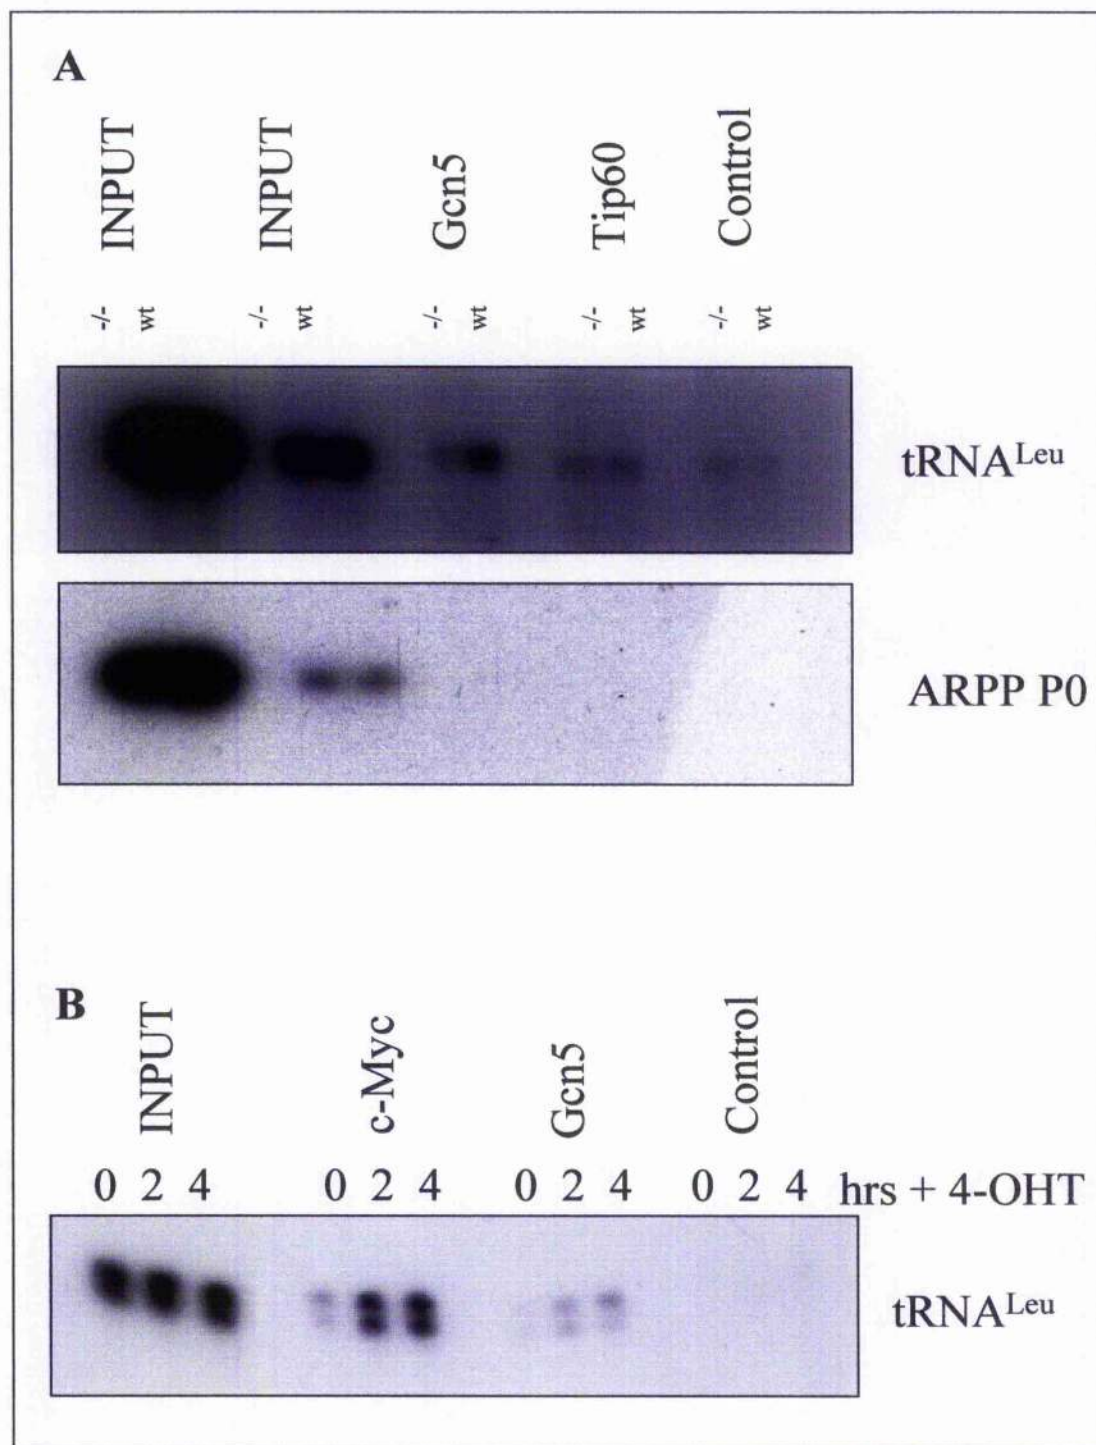 A
INPUT INPUT Gcn5 Tip60 Control
-/- wt -/- wt -/- wt -/- wt -/- wt
tRNALeu
ARPP P0
B
INPUT c-Myc Gcn5 Control
0 2 4 0 2 4 0 2 4 0 2 4 hrs + 4-OHT
tRNALeu